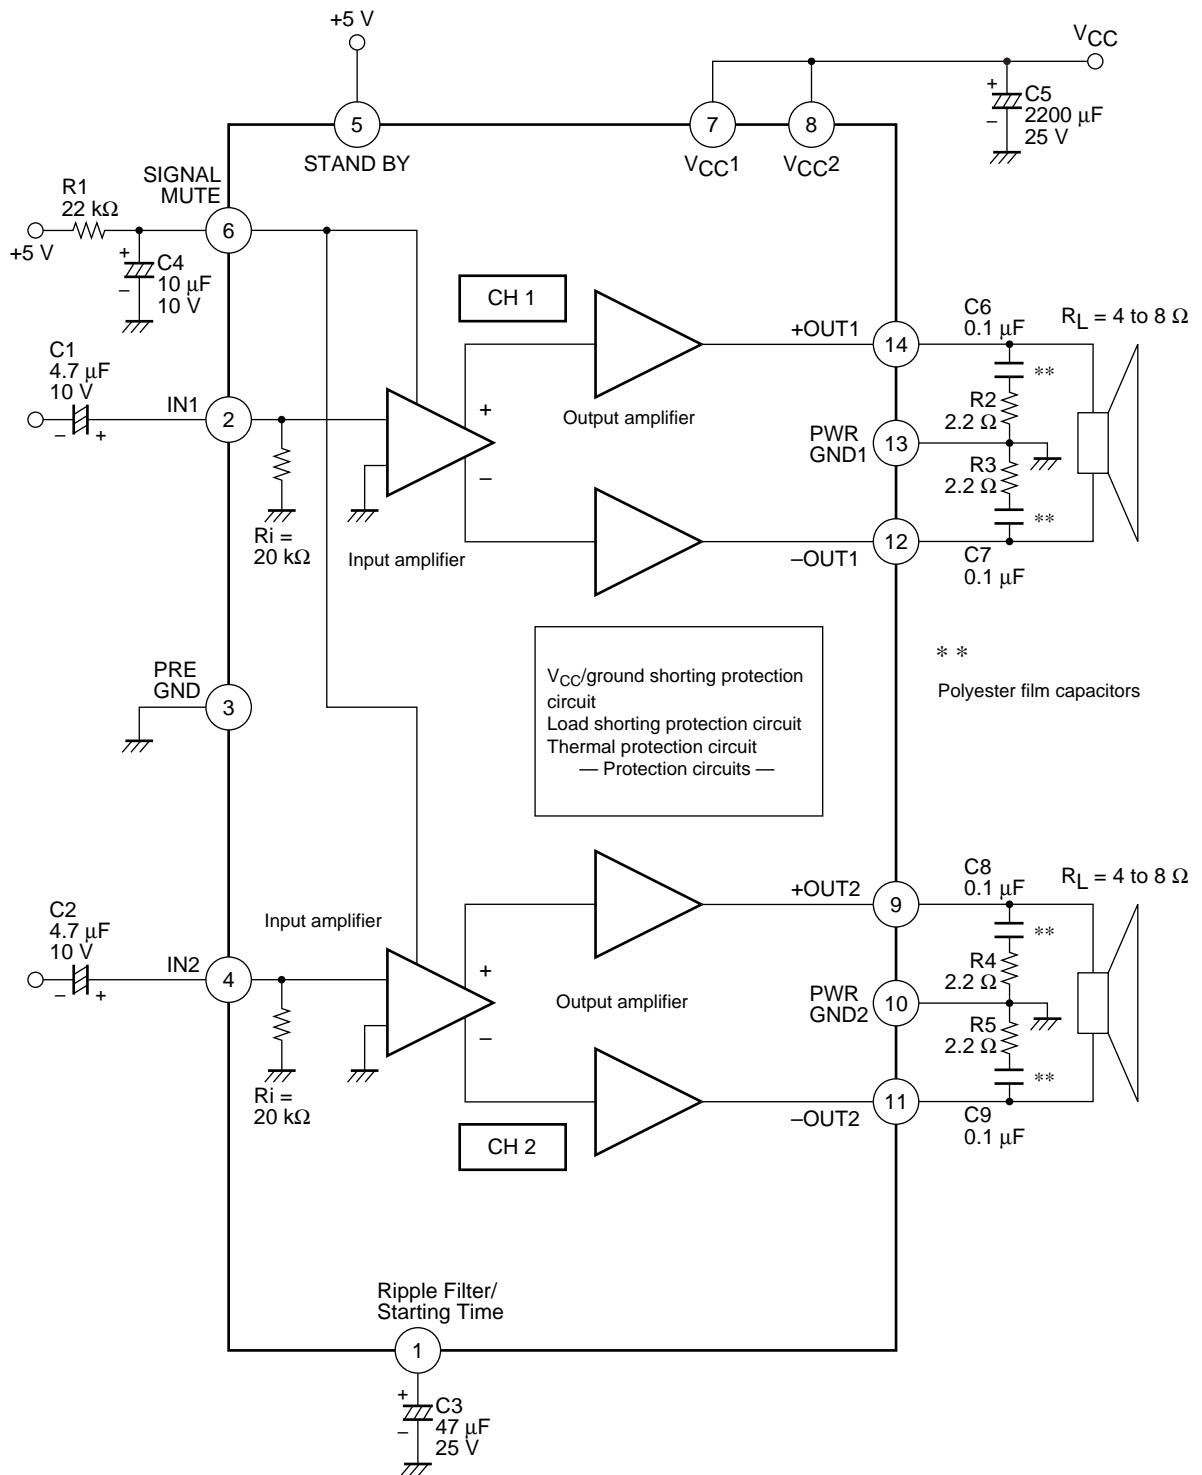 +5 V
VCC
5
STAND BY
7
VCC1
8
VCC2
+
–
C5
2200 μF
25 V
SIGNAL
MUTE
R1
22 kΩ
+5 V
6
+
–
C4
10 μF
10 V
CH 1
C1
4.7 μF
10 V
– +
IN1
2
Ri =
20 kΩ
+
–
Input amplifier
Output amplifier
+OUT1
14
PWR
GND1
13
–OUT1
12
C6
0.1 μF
**
R2
2.2 Ω
R3
2.2 Ω
**
C7
0.1 μF
RL = 4 to 8 Ω
PRE
GND
3
VCC/ground shorting protection
circuit
Load shorting protection circuit
Thermal protection circuit
— Protection circuits —
* *
Polyester film capacitors
C2
4.7 μF
10 V
– +
IN2
4
Input amplifier
Ri =
20 kΩ
+
–
Output amplifier
CH 2
+OUT2
9
PWR
GND2
10
–OUT2
11
C8
0.1 μF
**
R4
2.2 Ω
R5
2.2 Ω
**
C9
0.1 μF
RL = 4 to 8 Ω
Ripple Filter/
Starting Time
1
+
–
C3
47 μF
25 V